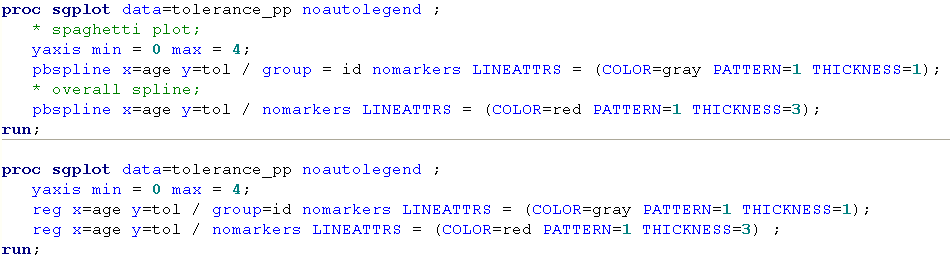 proc sgplot data=tolerance_pp noautolegend ;
* spaghetti plot;
yaxis min = 0 max = 4;
pbspline x=age y=tol / group = id nomarkers LINEATTRS = (COLOR=gray PATTERN=1 THICKNESS=1);
* overall spline;
pbspline x=age y=tol / nomarkers LINEATTRS = (COLOR=red PATTERN=1 THICKNESS=3);
run;
proc sgplot data=tolerance_pp noautolegend ;
yaxis min = 0 max = 4;
reg x=age y=tol / group=id nomarkers LINEATTRS = (COLOR=gray PATTERN=1 THICKNESS=1);
reg x=age y=tol / nomarkers LINEATTRS = (COLOR=red PATTERN=1 THICKNESS=3) ;
run;